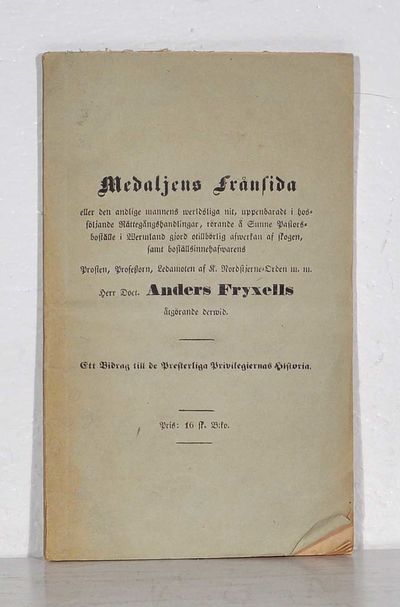 Medaljens Frånsida
eller den andlige mannens werldsliga nit, uppenbaradt i hos-
följande Rättegångshandlingar, rörande å Sunne Pastors-
boställe i Wermland gjord otillbörlig afwerkan af skogen,
samt boställsinnehafwarens
Prosten, Profeßorn, Ledamoten af K. Nordstjerne-Orden m. m.
Herr Doct. Anders Fryxells
åtgörande derwid.
Ett Bidrag till de Presterliga Privilegiernas Historia.
Pris: 16 sk. B:ko.